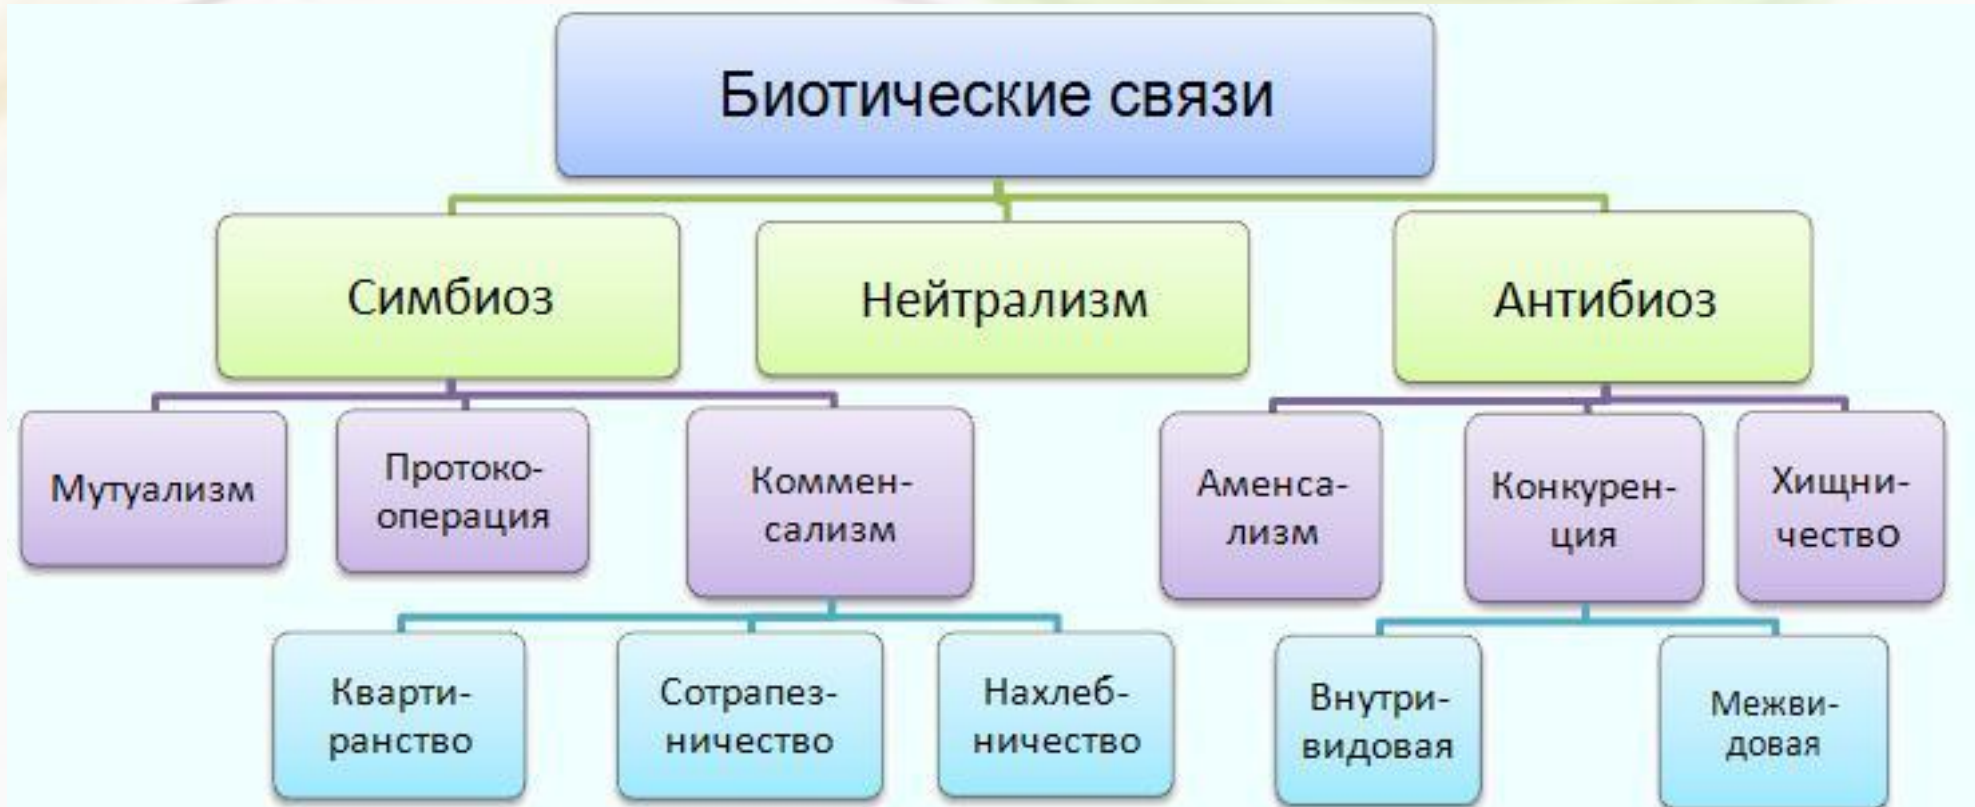 Биотические связи
Симбиоз
Нейтрализм
Антибиоз
Мутуализм
Протоко-
операция
Коммен-
сализм
Аменса-
лизм
Конкурен-
ция
Хищни-
чество
Кварти-
ранство
Сотрапез-
ничество
Нахлеб-
ничество
Внутри-
видовая
Межви-
довая